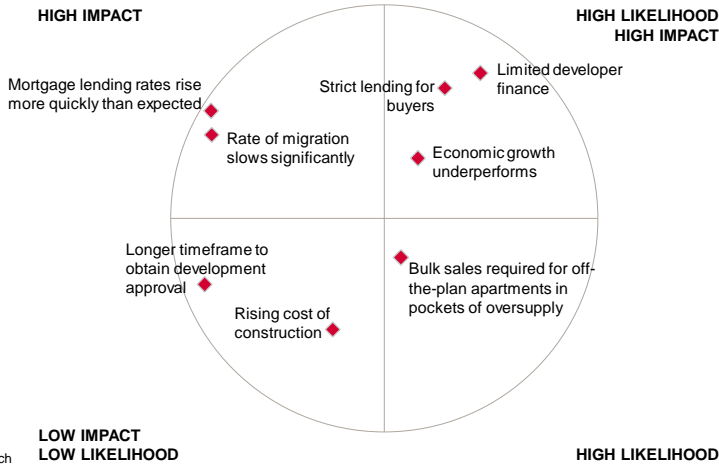 HIGH IMPACT
HIGH LIKELIHOOD
HIGH IMPACT
Mortgage lending rates rise
more quickly than expected
Rate of migration
slows significantly
Strict lending for
buyers
Limited developer
finance
Economic growth
underperforms
Longer timeframe to
obtain development
approval
Rising cost of
construction
Bulk sales required for off-
the-plan apartments in
pockets of oversupply
LOW IMPACT
LOW LIKELIHOOD
ch
HIGH LIKELIHOOD